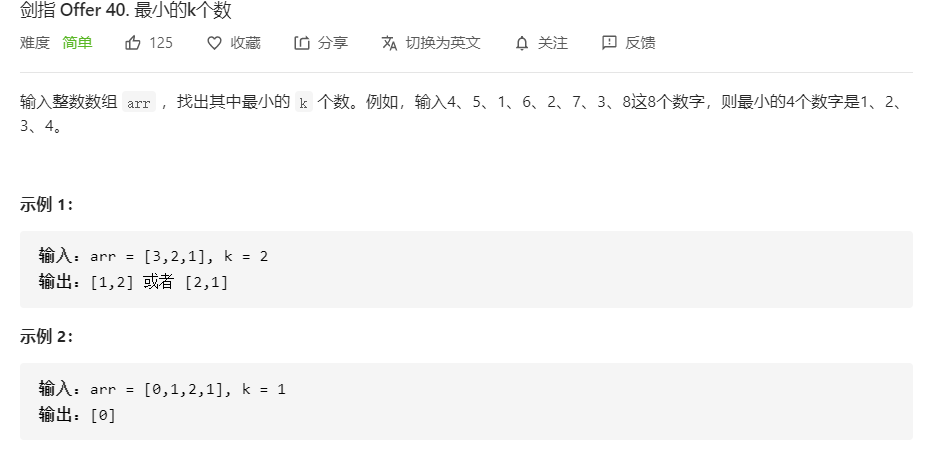 剑指 Offer 40. 最小的k个数
难度 简单 125 收藏 分享 切换为英文 关注 反馈
输入整数数组 arr ，找出其中最小的 k 个数。例如，输入4、5、1、6、2、7、3、8这8个数字，则最小的4个数字是1、2、
3、4。
示例 1：
输入：arr = [3,2,1], k = 2
输出：[1,2] 或者 [2,1]
示例 2：
输入：arr = [0,1,2,1], k = 1
输出：[0]